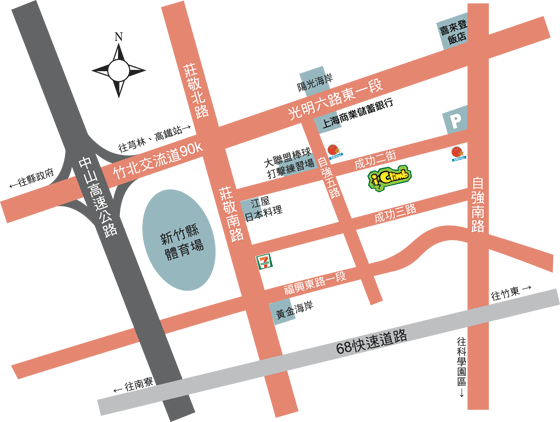 N
喜來登
飯店
莊敬北路
陽光海岸
光明六路東一段
上海商業儲蓄銀行
P
往芎林、高鐵站→
竹北交流道90k
←往縣政府
中山高速公路
大聯盟棒球
打擊練習場
自強五路
成功二街
莊敬南路
江屋
日本料理
成功三路
自強南路
新竹縣
體育場
7
福興東路一段
黃金海岸
往竹東→
68快速道路
往科學園區↓
←往南寮